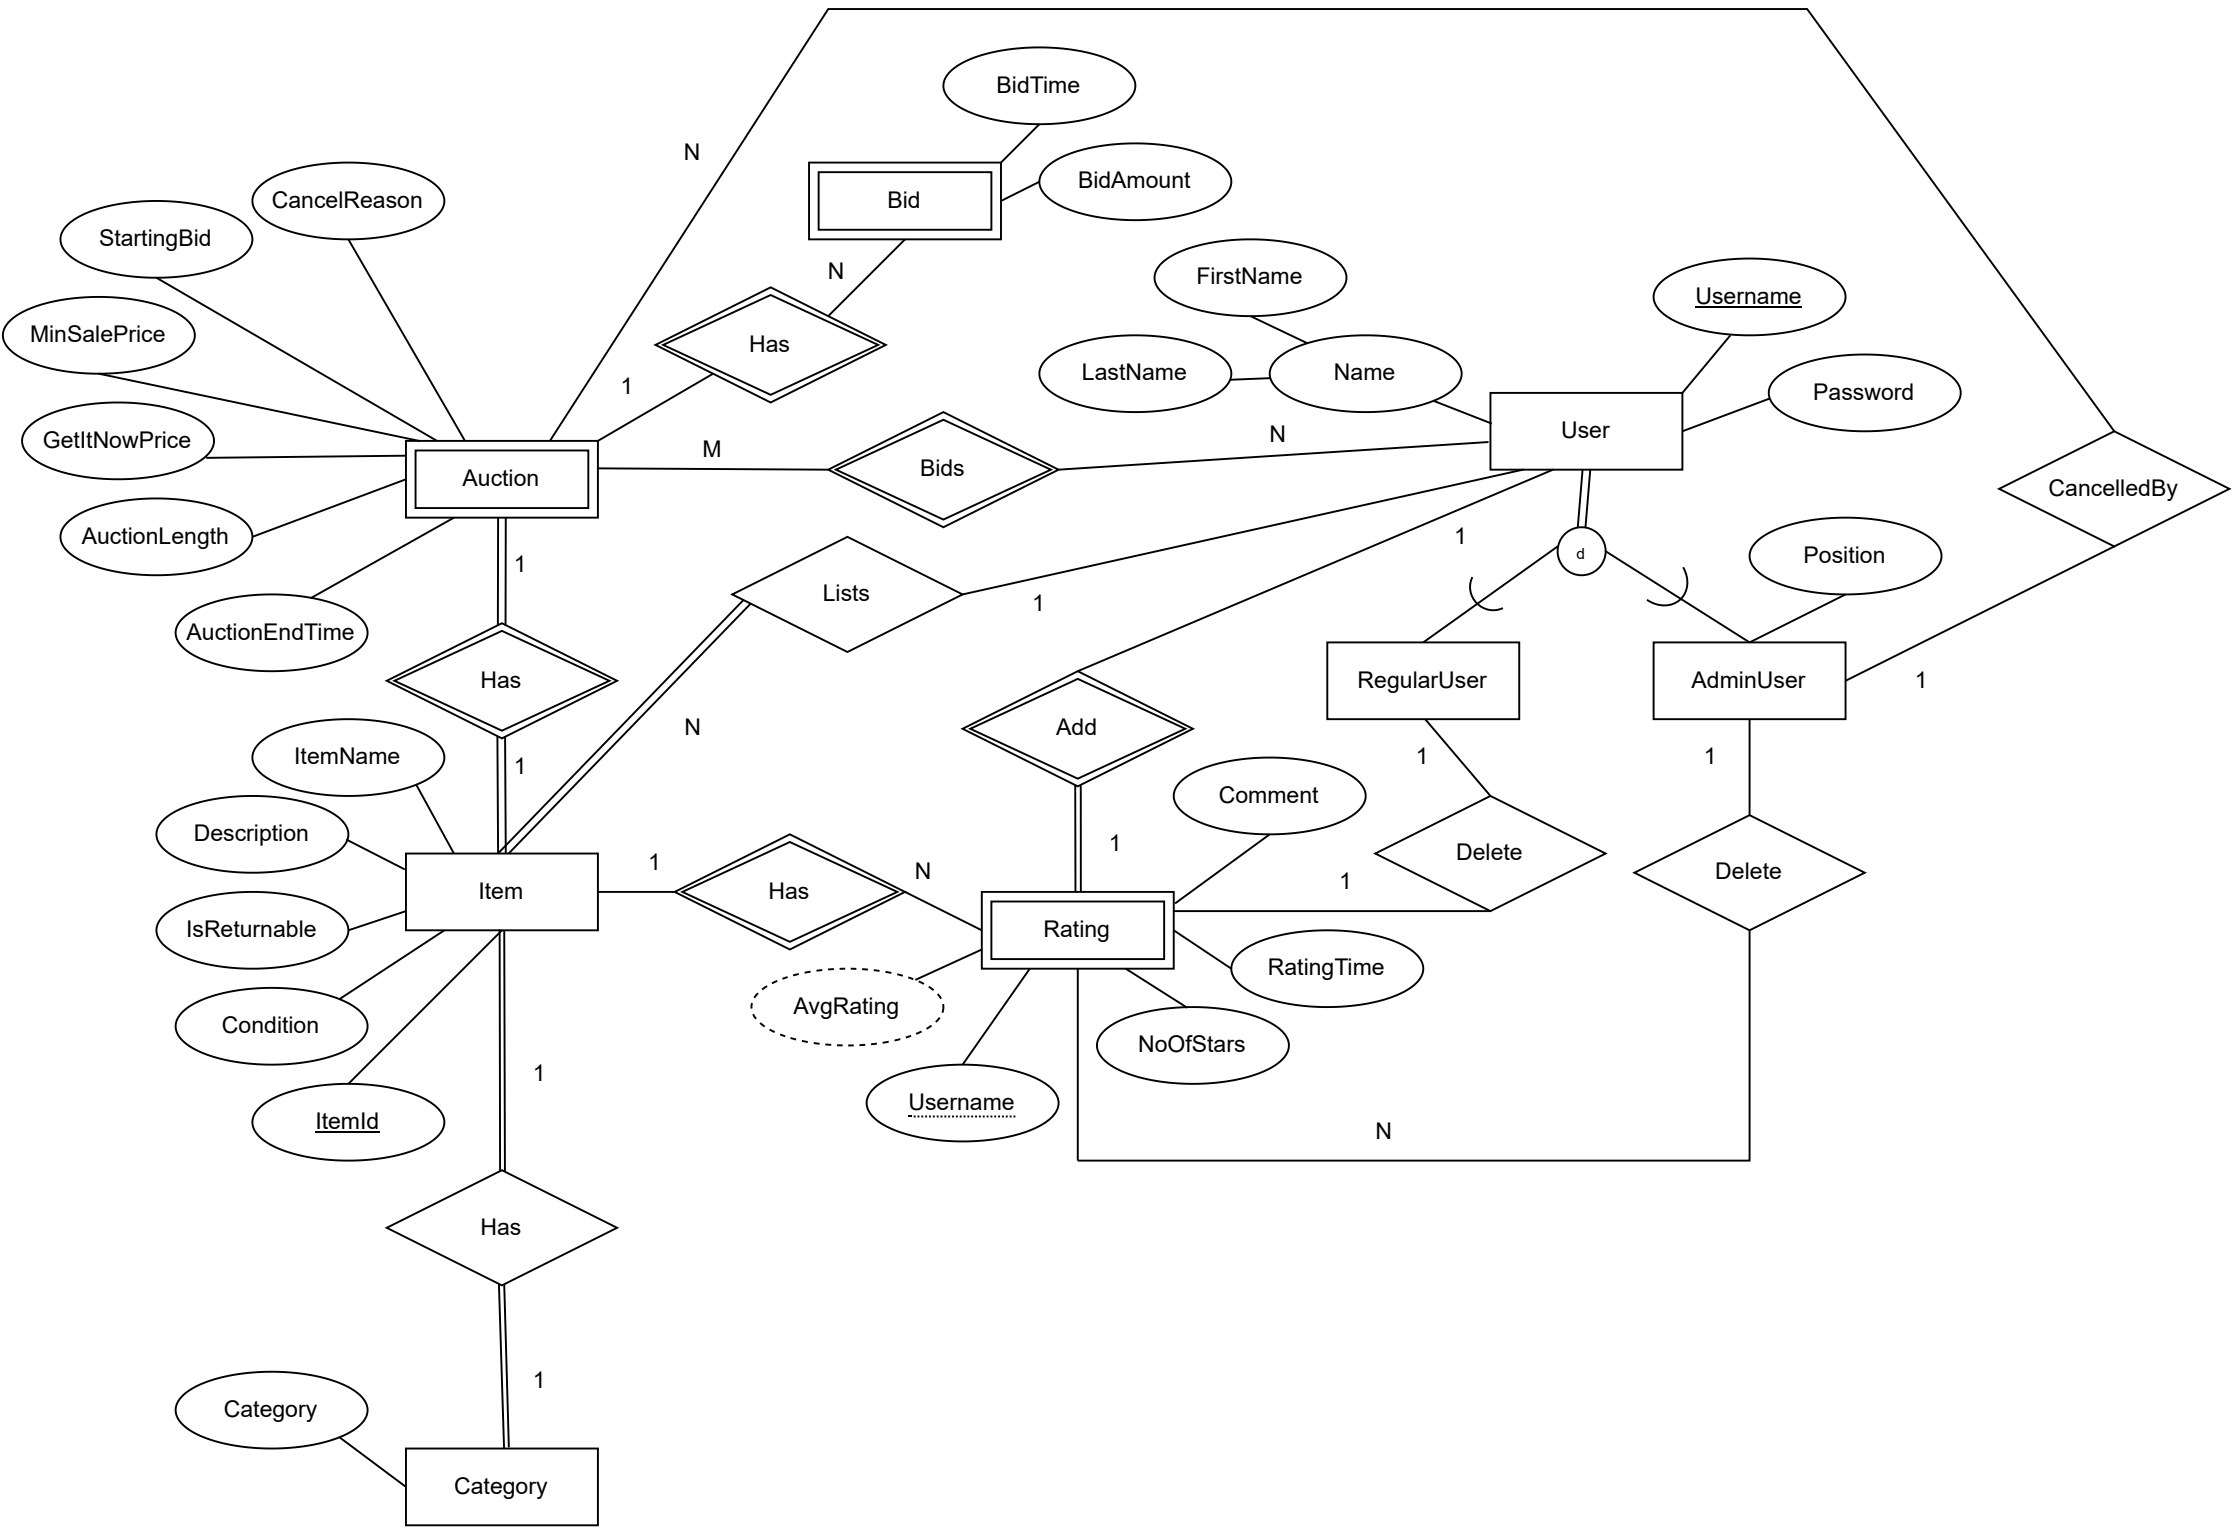 BidTime
N
BidAmount
CancelReason
Bid
StartingBid
N
FirstName
Username
MinSalePrice
Has
LastName
Name
1
Password
GetItNowPrice
M
N
User
Auction
Bids
CancelledBy
AuctionLength
1
1
d
Position
Lists
1
AuctionEndTime
Has
RegularUser
AdminUser
1
N
Add
ItemName
1
1
1
Comment
Description
1
Delete
Item
1
Has
N
1
Delete
IsReturnable
Rating
RatingTime
AvgRating
Condition
NoOfStars
1
Username
ItemId
N
Has
1
Category
Category